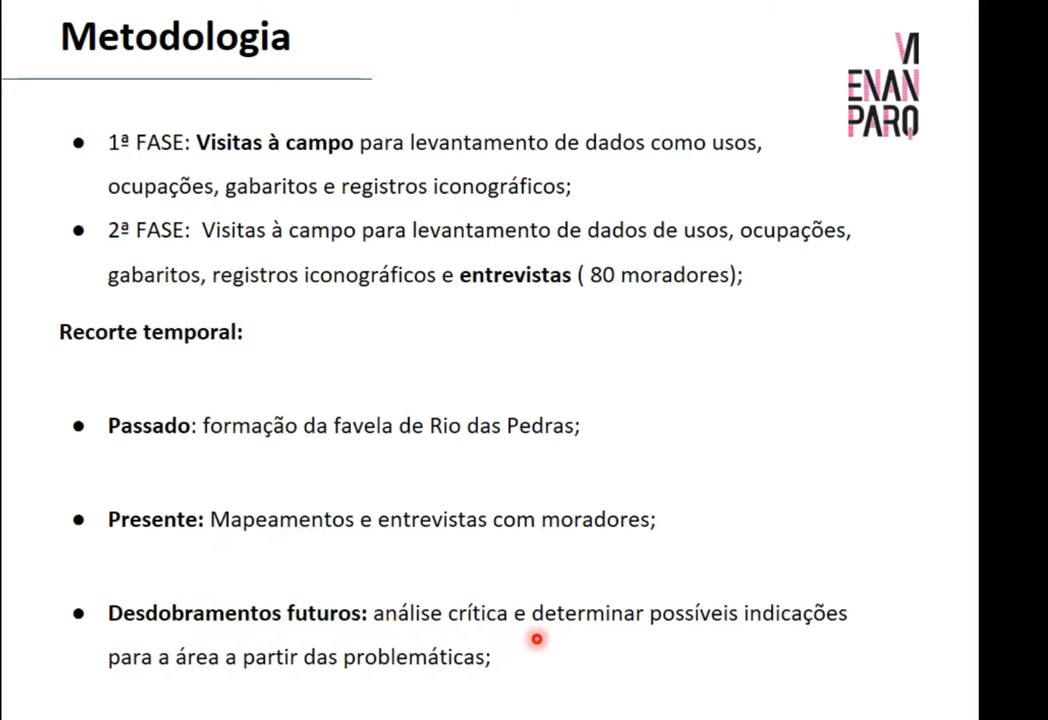 Metodologia
VI
ENAN
PARQ
● 1ª FASE: Visitas à campo para levantamento de dados como usos,
ocupações, gabaritos e registros iconográficos;
● 2ª FASE:  Visitas à campo para levantamento de dados de usos, ocupações,
gabaritos, registros iconográficos e entrevistas ( 80 moradores);
Recorte temporal:
● Passado: formação da favela de Rio das Pedras;
● Presente: Mapeamentos e entrevistas com moradores;
● Desdobramentos futuros: análise crítica e determinar possíveis indicações
para a área a partir das problemáticas;